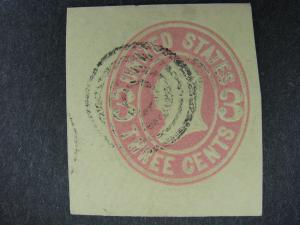 UNITED STATES
3 3
THREE CENTS